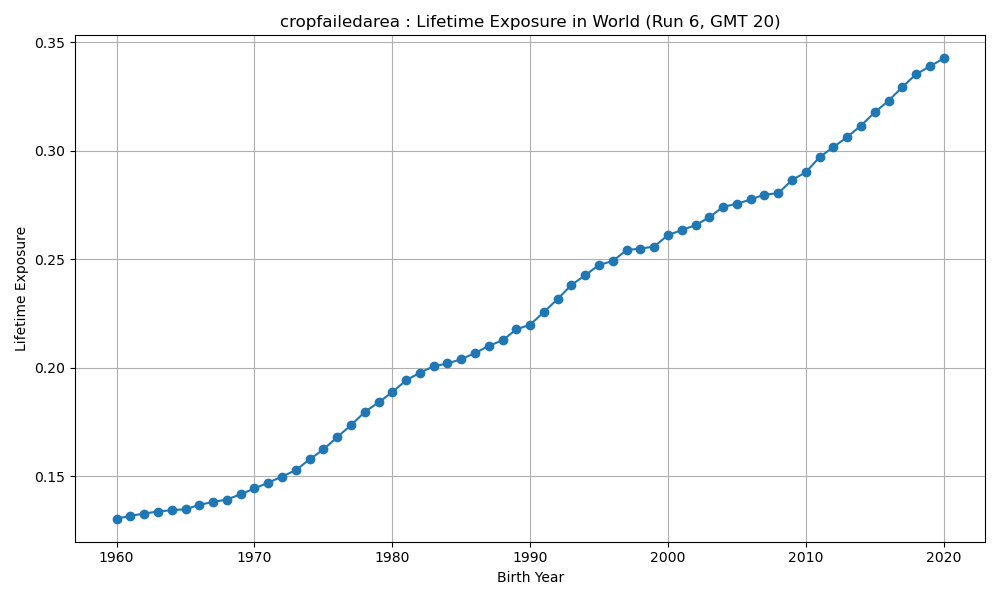 cropfailedarea : Lifetime Exposure in World (Run 6, GMT 20)
0.35
0.30
0.25
0.20
0.15
Lifetime Exposure
1960 1970 1980 1990 2000 2010 2020
Birth Year